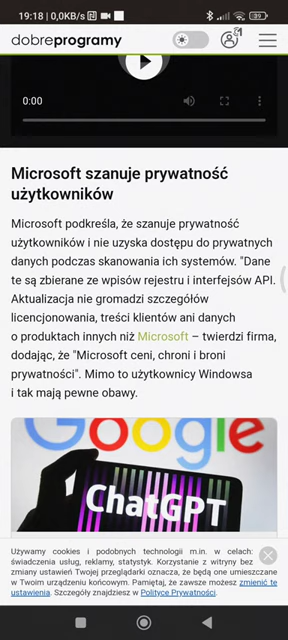 19:18 | 0,0KB/s
89
dobreprogramy
0:00
Microsoft szanuje prywatność
użytkowników
Microsoft podkreśla, że szanuje prywatność
użytkowników i nie uzyska dostępu do prywatnych
danych podczas skanowania ich systemów. "Dane
te są zbierane ze wpisów rejestru i interfejsów API.
Aktualizacja nie gromadzi szczegółów
licencjonowania, treści klientów ani danych
o produktach innych niż Microsoft – twierdzi firma,
dodając, że "Microsoft ceni, chroni i broni
prywatności". Mimo to użytkownicy Windowsa
i tak mają pewne obawy.
Google
ChatGPT
Używamy cookies i podobnych technologii m.in. w celach:
świadczenia usług, reklamy, statystyk. Korzystanie z witryny bez
zmiany ustawień Twojej przeglądarki oznacza, że będą one umieszczane
w Twoim urządzeniu końcowym. Pamiętaj, że zawsze możesz zmienić te
ustawienia. Szczegóły znajdziesz w Polityce Prywatności.